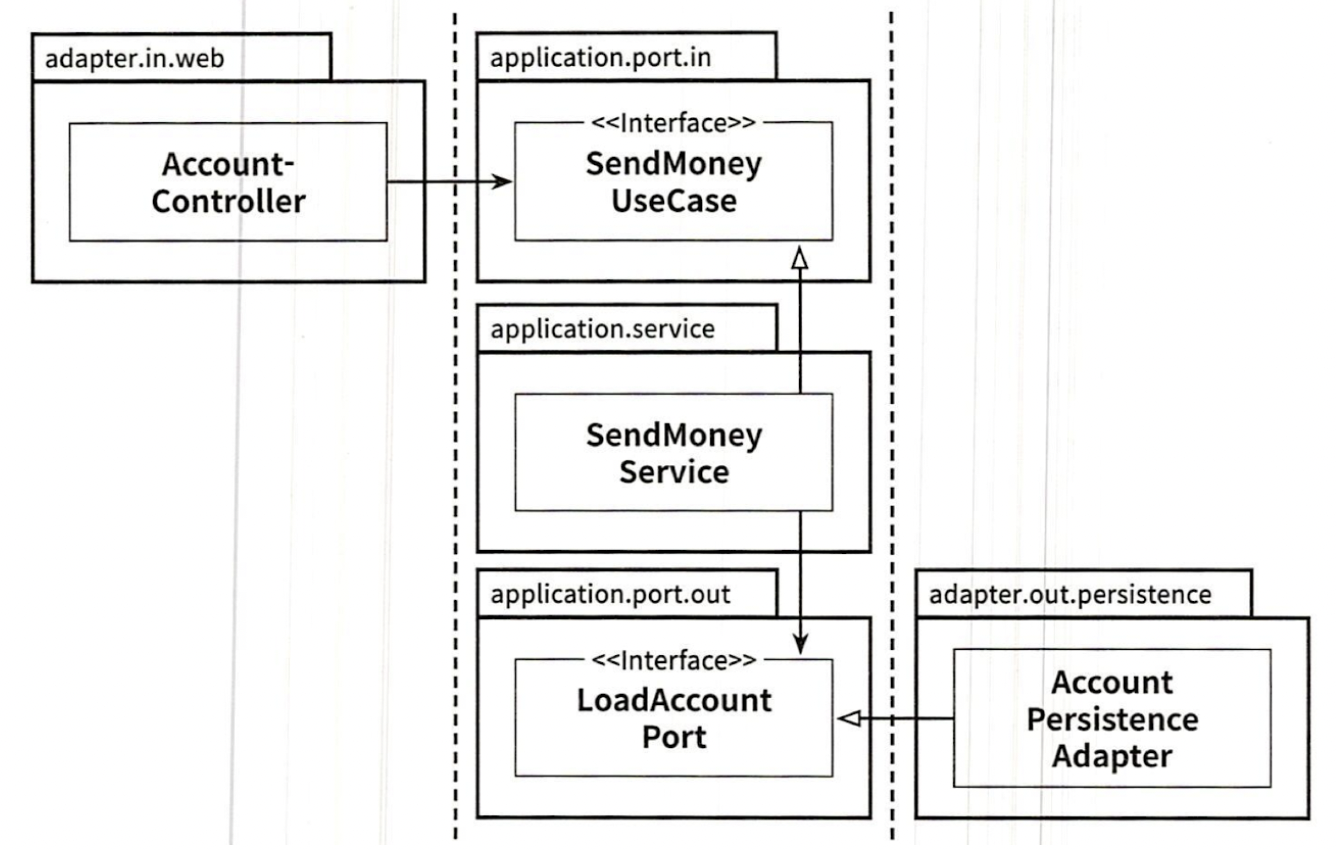 adapter.in.web
Account-
Controller
application.port.in
<<Interface>>
SendMoney
UseCase
application.service
SendMoney
Service
application.port.out
<<Interface>>
LoadAccount
Port
adapter.out.persistence
Account
Persistence
Adapter